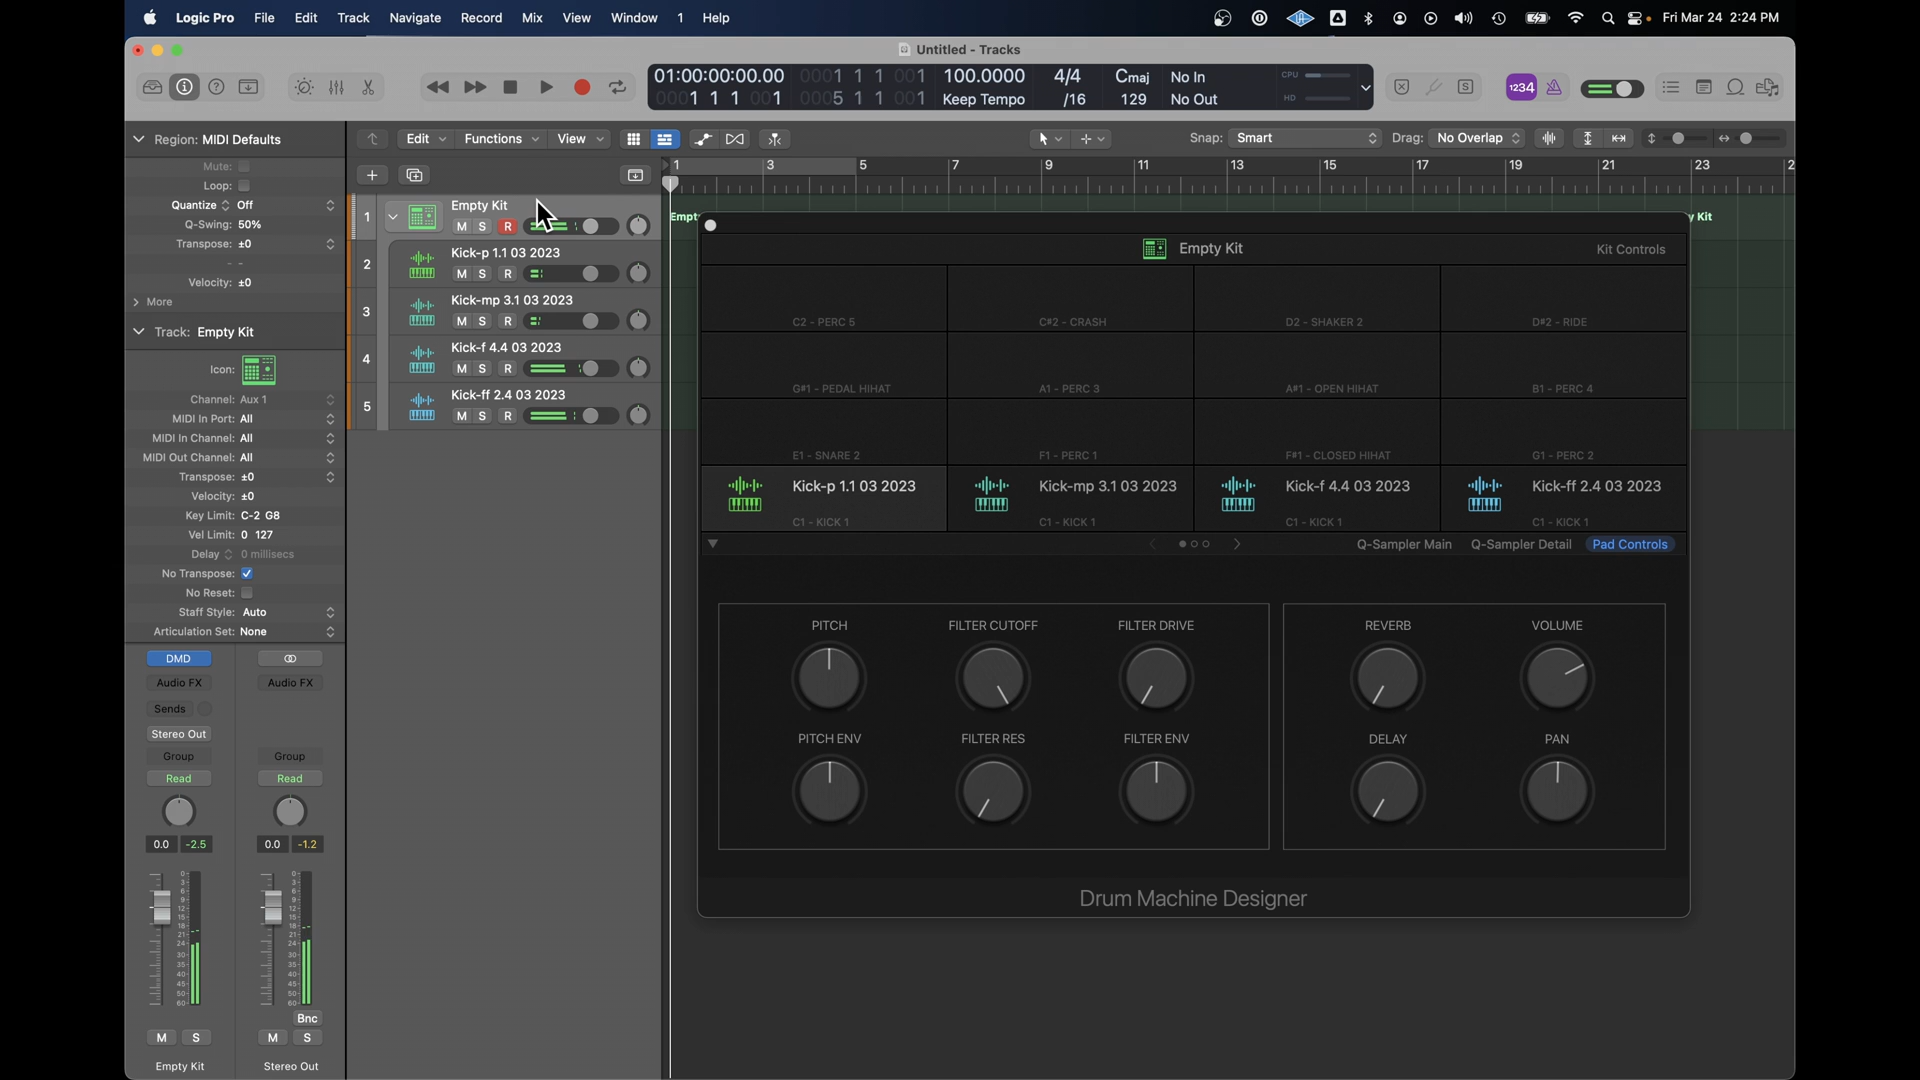 Logic Pro File Edit Track Navigate Record Mix View Window 1 Help
Fri Mar 24 2:24 PM
Untitled - Tracks
01:00:00:00.00 0001 1 1 001 100.0000 4/4 Cmaj No In CPU
0001 1 1 001 0005 1 1 001 Keep Tempo /16 129 No Out HD
1234
Region: MIDI Defaults
Edit Functions View
Snap: Smart
Drag: No Overlap
1 3 5 7 9 11 13 15 17 19 21 23 2
Mute:
Loop:
Quantize Off
Q-Swing: 50%
Transpose: ±0
Velocity: ±0
More
Track: Empty Kit
Icon:
Channel: Aux 1
MIDI In Port: All
MIDI In Channel: All
MIDI Out Channel: All
Transpose: ±0
Velocity: ±0
Key Limit: C-2 G8
Vel Limit: 0 127
Delay 0 millisecs
No Transpose:
No Reset:
Staff Style: Auto
Articulation Set: None
DMD
Audio FX Audio FX
Sends
Stereo Out
Group Group
Read Read
0.0 -2.5 0.0 -1.2
Bnc
M S M S
Empty Kit Stereo Out
1 Empty Kit
M S R
2 Kick-p 1.1 03 2023
M S R
3 Kick-mp 3.1 03 2023
M S R
4 Kick-f 4.4 03 2023
M S R
5 Kick-ff 2.4 03 2023
M S R
Empt
y Kit
Empty Kit
Kit Controls
C2 - PERC 5 C#2 - CRASH D2 - SHAKER 2 D#2 - RIDE
G#1 - PEDAL HIHAT A1 - PERC 3 A#1 - OPEN HIHAT B1 - PERC 4
E1 - SNARE 2 F1 - PERC 1 F#1 - CLOSED HIHAT G1 - PERC 2
Kick-p 1.1 03 2023 Kick-mp 3.1 03 2023 Kick-f 4.4 03 2023 Kick-ff 2.4 03 2023
C1 - KICK 1 C1 - KICK 1 C1 - KICK 1 C1 - KICK 1
Q-Sampler Main Q-Sampler Detail Pad Controls
PITCH FILTER CUTOFF FILTER DRIVE REVERB VOLUME
PITCH ENV FILTER RES FILTER ENV DELAY PAN
Drum Machine Designer